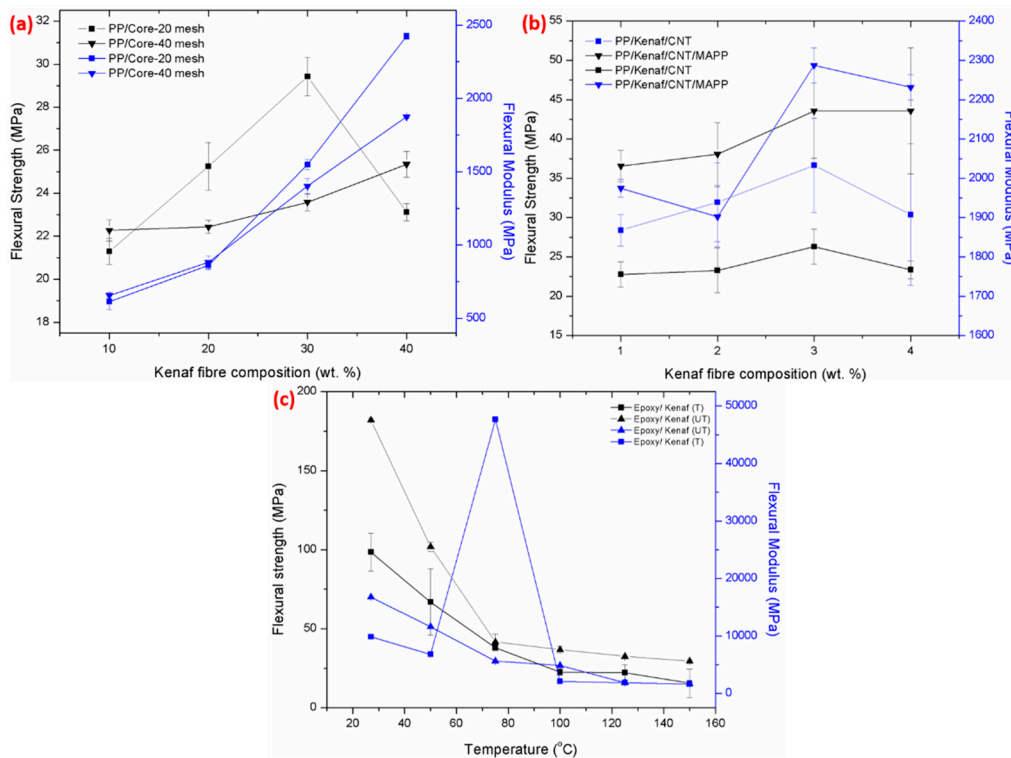 (a)
PP/Core-20 mesh
PP/Core-40 mesh
PP/Core-20 mesh
PP/Core-40 mesh
32
30
28
26
24
22
20
18
Flexural Strength (MPa)
2500
2000
1500
1000
500
Flexural Modulus (MPa)
10 20 30 40
Kenaf fibre composition (wt. %)
(b)
PP/Kenaf/CNT
PP/Kenaf/CNT/MAPP
PP/Kenaf/CNT
PP/Kenaf/CNT/MAPP
55
50
45
40
35
30
25
20
15
Flexural Strength (MPa)
2400
2300
2200
2100
2000
1900
1800
1700
1600
Flexural Modulus (MPa)
1 2 3 4
Kenaf fibre composition (wt. %)
(c)
Epoxy/ Kenaf (T)
Epoxy/ Kenaf (UT)
Epoxy/ Kenaf (UT)
Epoxy/ Kenaf (T)
200
150
100
50
0
Flexural strength (MPa)
50000
40000
30000
20000
10000
0
Flexural Modulus (MPa)
20 40 60 80 100 120 140 160
Temperature (°C)